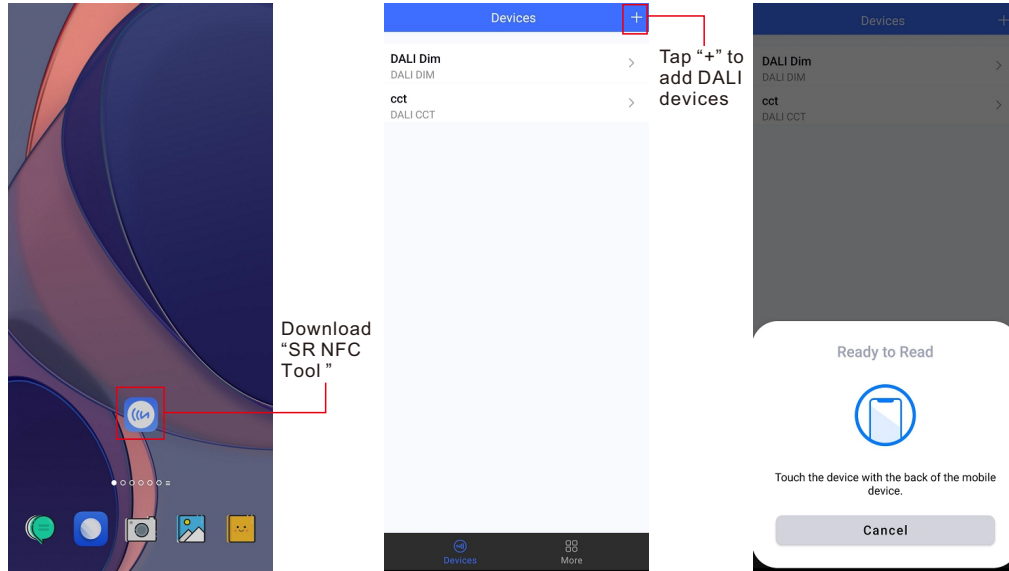 Download
“SR NFC
Tool ”
Devices
+
DALI Dim
DALI DIM
cct
DALI CCT
Devices
More
Tap “+” to
add DALI
devices
Devices
+
DALI Dim
DALI DIM
cct
DALI CCT
Ready to Read
Touch the device with the back of the mobile
device.
Cancel